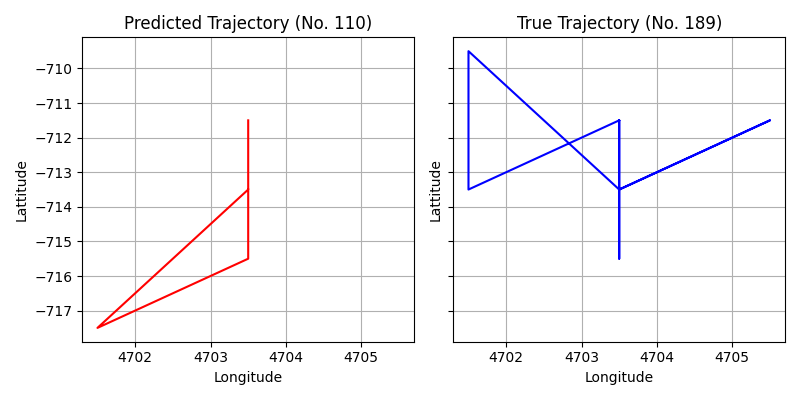 Predicted Trajectory (No. 110)
Lattitude
−710
−711
−712
−713
−714
−715
−716
−717
4702 4703 4704 4705
Longitude
True Trajectory (No. 189)
Lattitude
4702 4703 4704 4705
Longitude